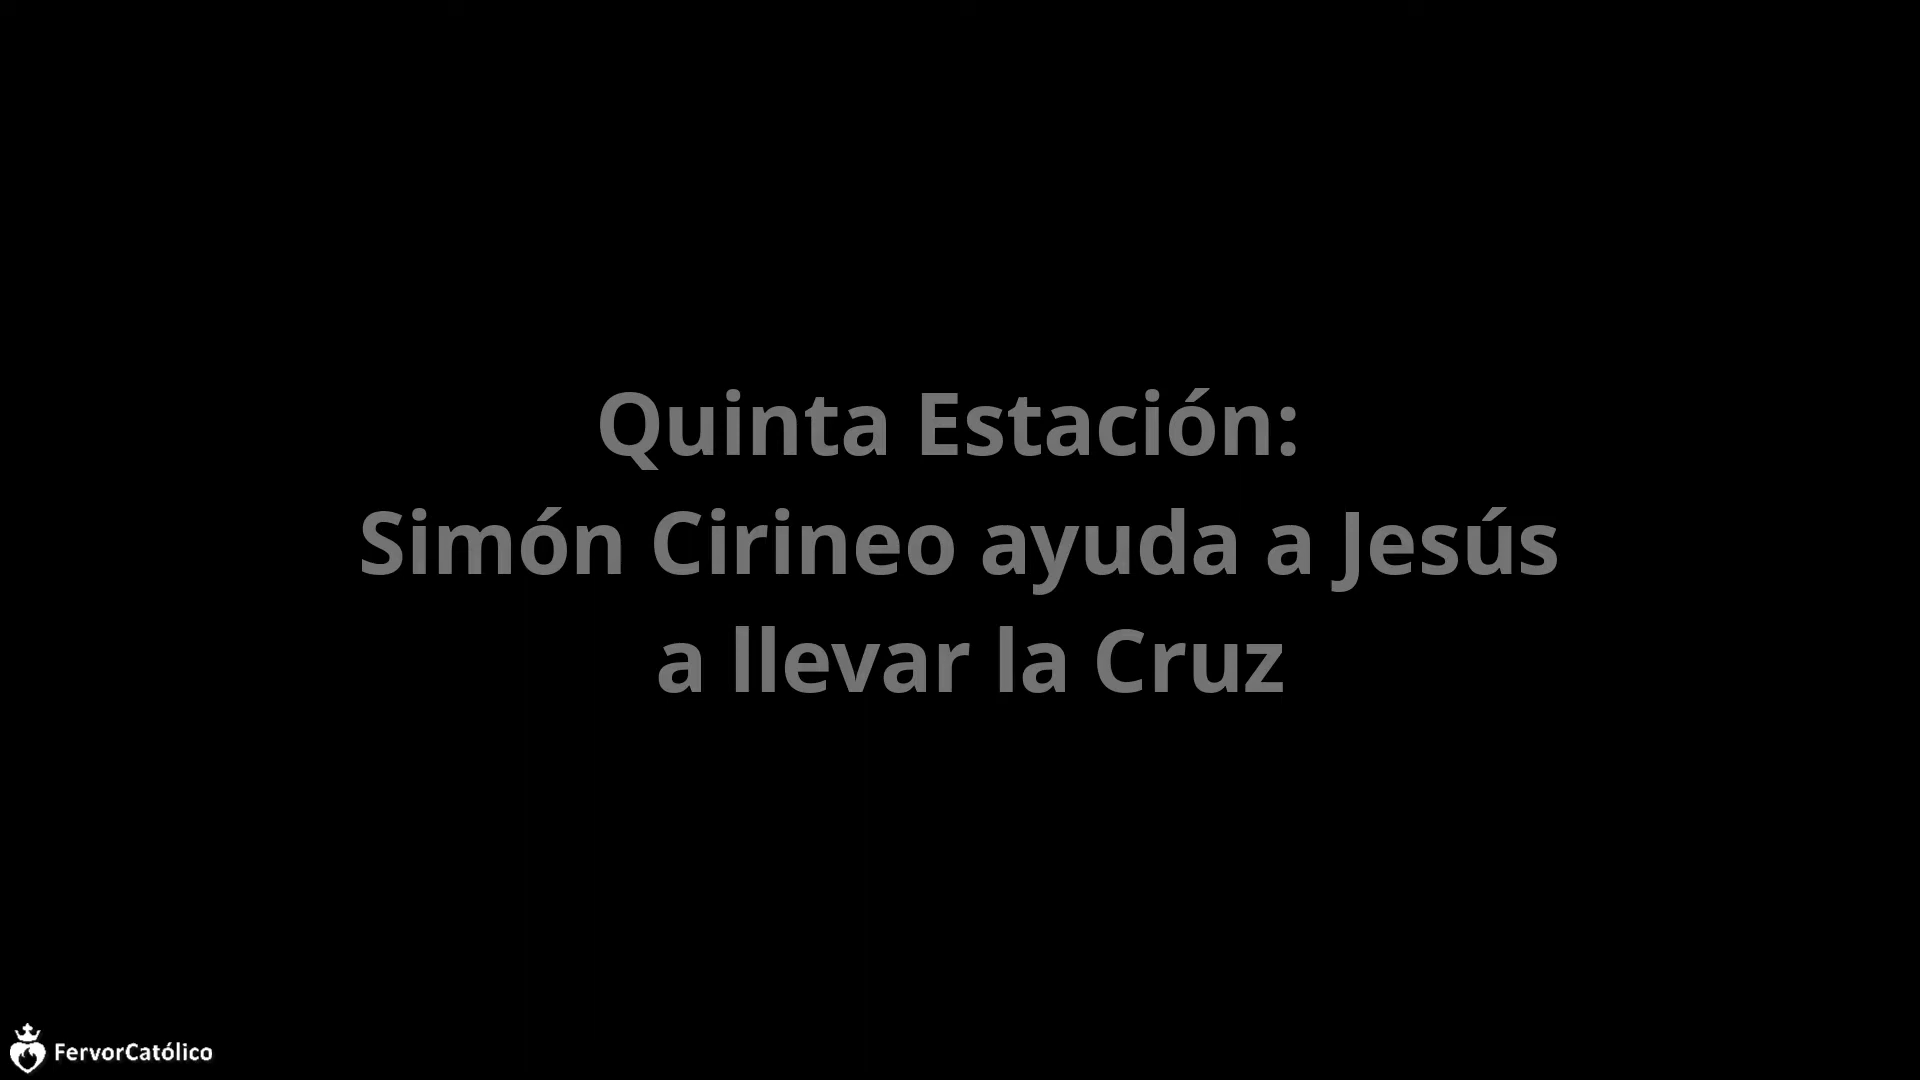 Quinta Estación:
Simón Cirineo ayuda a Jesús
a llevar la Cruz
FervorCatólico